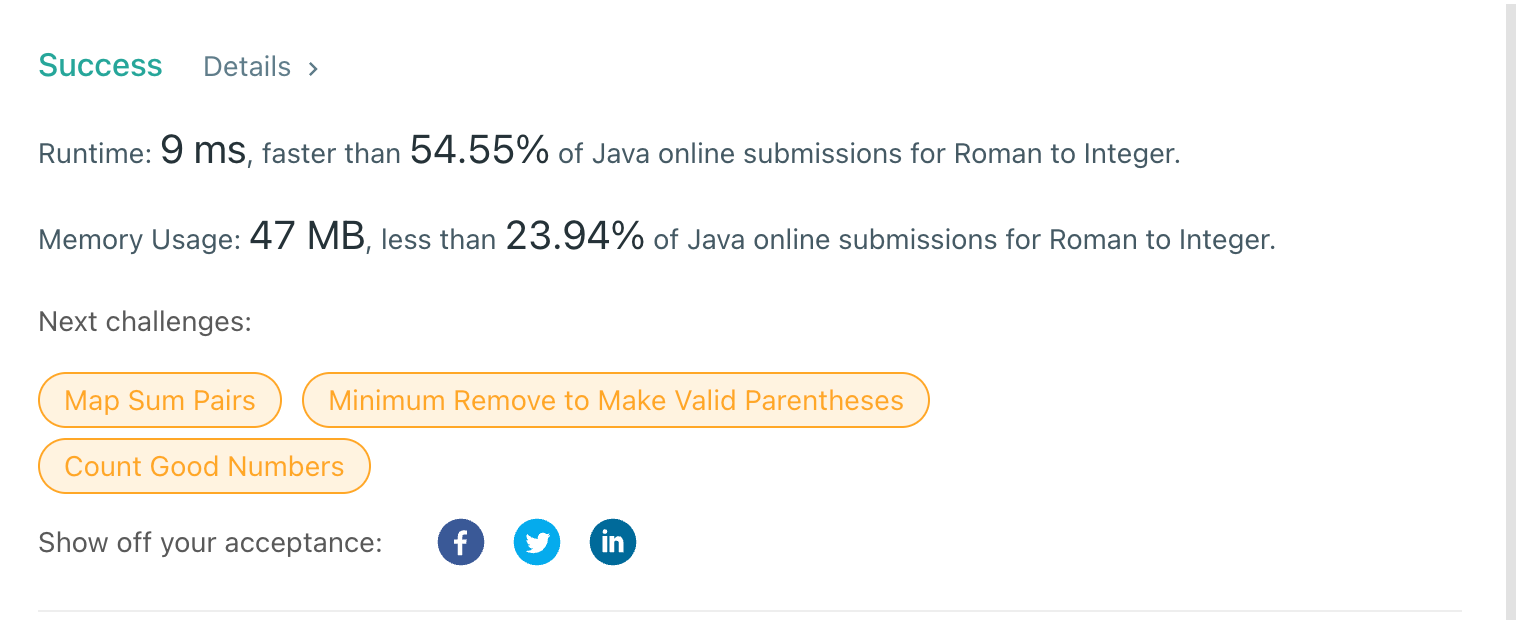 Success Details >
Runtime: 9 ms, faster than 54.55% of Java online submissions for Roman to Integer.
Memory Usage: 47 MB, less than 23.94% of Java online submissions for Roman to Integer.
Next challenges:
Map Sum Pairs Minimum Remove to Make Valid Parentheses
Count Good Numbers
Show off your acceptance: f in